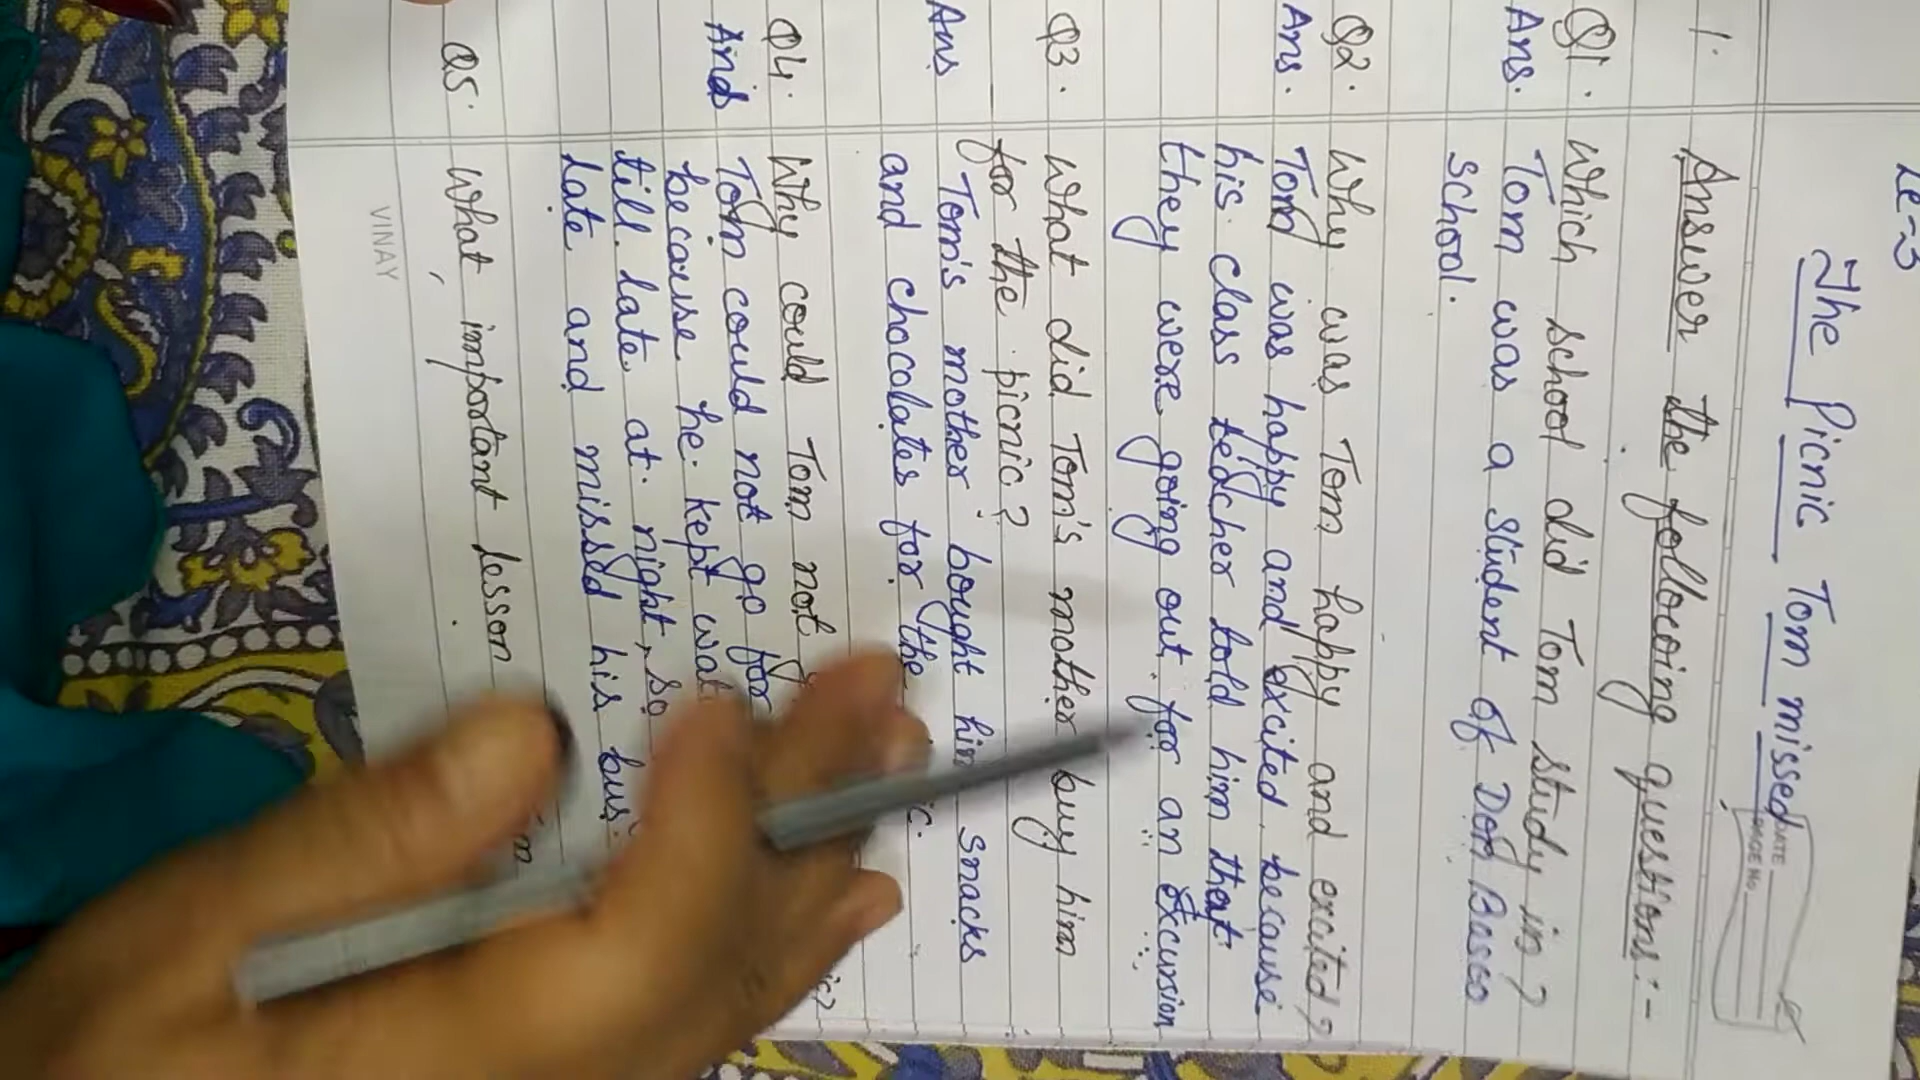 Le-3
The Picnic Tom missed
DATE
PAGE No.
1. Answer the following questions:-
Q1. Which school did Tom study in?
Ans. Tom was a student of Don Basco
school.
Q2. Why was Tom happy and excited?
Ans. Tom was happy and excited because
his class teacher told him that
they were going out for an Excursion
Q3. What did Tom's mother buy him
for the picnic?
Ans Tom's mother bought him snacks
and chocolates for the
Q4. Why could Tom not
Ans Tom could not go for
because he kept
till late at night, so
late and missed his bus.
Q5. What important lesson
VINAY